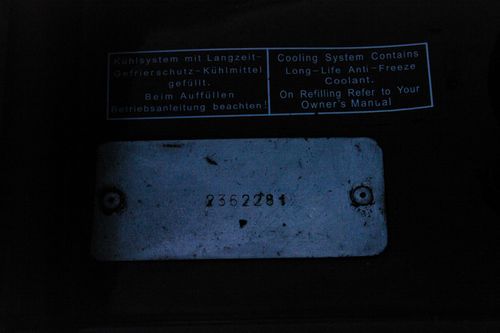 Kühlsystem mit Langzeit-
Gefrierschutz-Kühlmittel
gefüllt.
Beim Auffüllen
Betriebsanleitung beachten!
Cooling System Contains
Long-Life Anti-Freeze
Coolant.
On Refilling Refer to Your
Owner's Manual
2362281